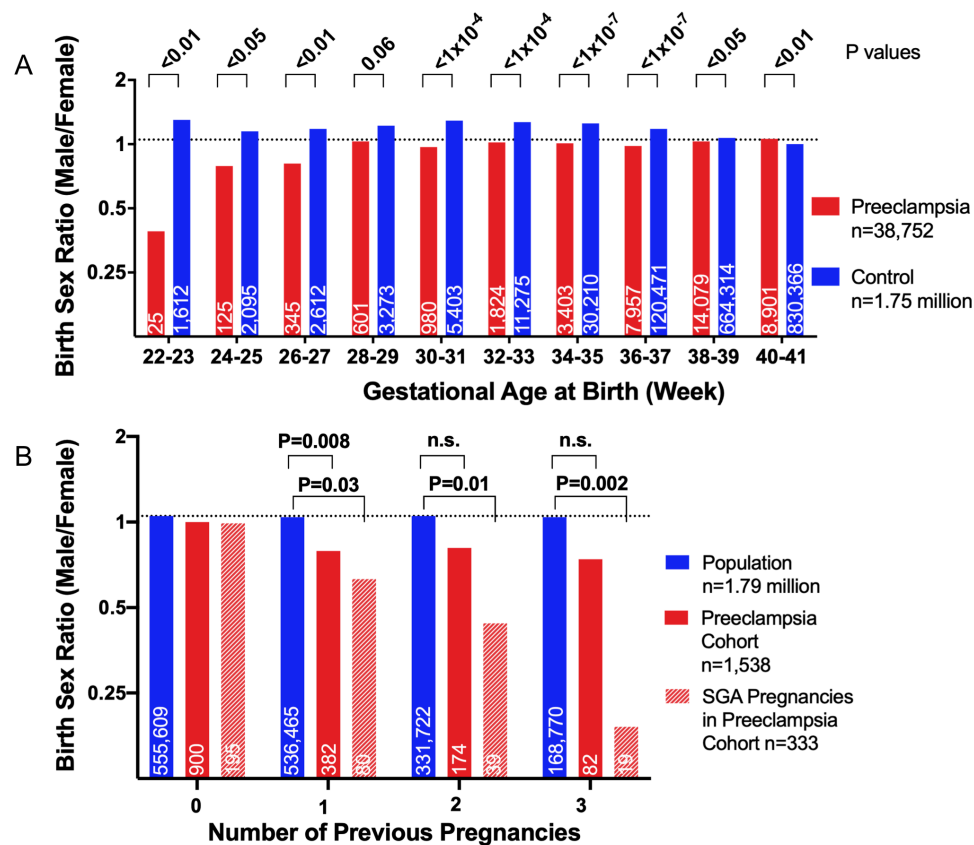 A
<0.01 <0.05 <0.01 0.06 <1x10-4 <1x10-4 <1x10-7 <1x10-7 <0.05 <0.01 P values
Birth Sex Ratio (Male/Female)
2
1
0.5
0.25
25 1,612 125 2,095 345 2,612 601 3,273 980 5,403 1,824 11,275 3,403 30,210 7,957 120,471 14,079 664,314 8,901 830,366
22-23 24-25 26-27 28-29 30-31 32-33 34-35 36-37 38-39 40-41
Gestational Age at Birth (Week)
Preeclampsia
n=38,752
Control
n=1.75 million
B
Birth Sex Ratio (Male/Female)
2
1
0.5
0.25
P=0.008 n.s. n.s.
P=0.03 P=0.01 P=0.002
555,609 900 195 536,465 382 80 331,722 174 39 168,770 82 19
0 1 2 3
Number of Previous Pregnancies
Population
n=1.79 million
Preeclampsia
Cohort
n=1,538
SGA Pregnancies
in Preeclampsia
Cohort n=333